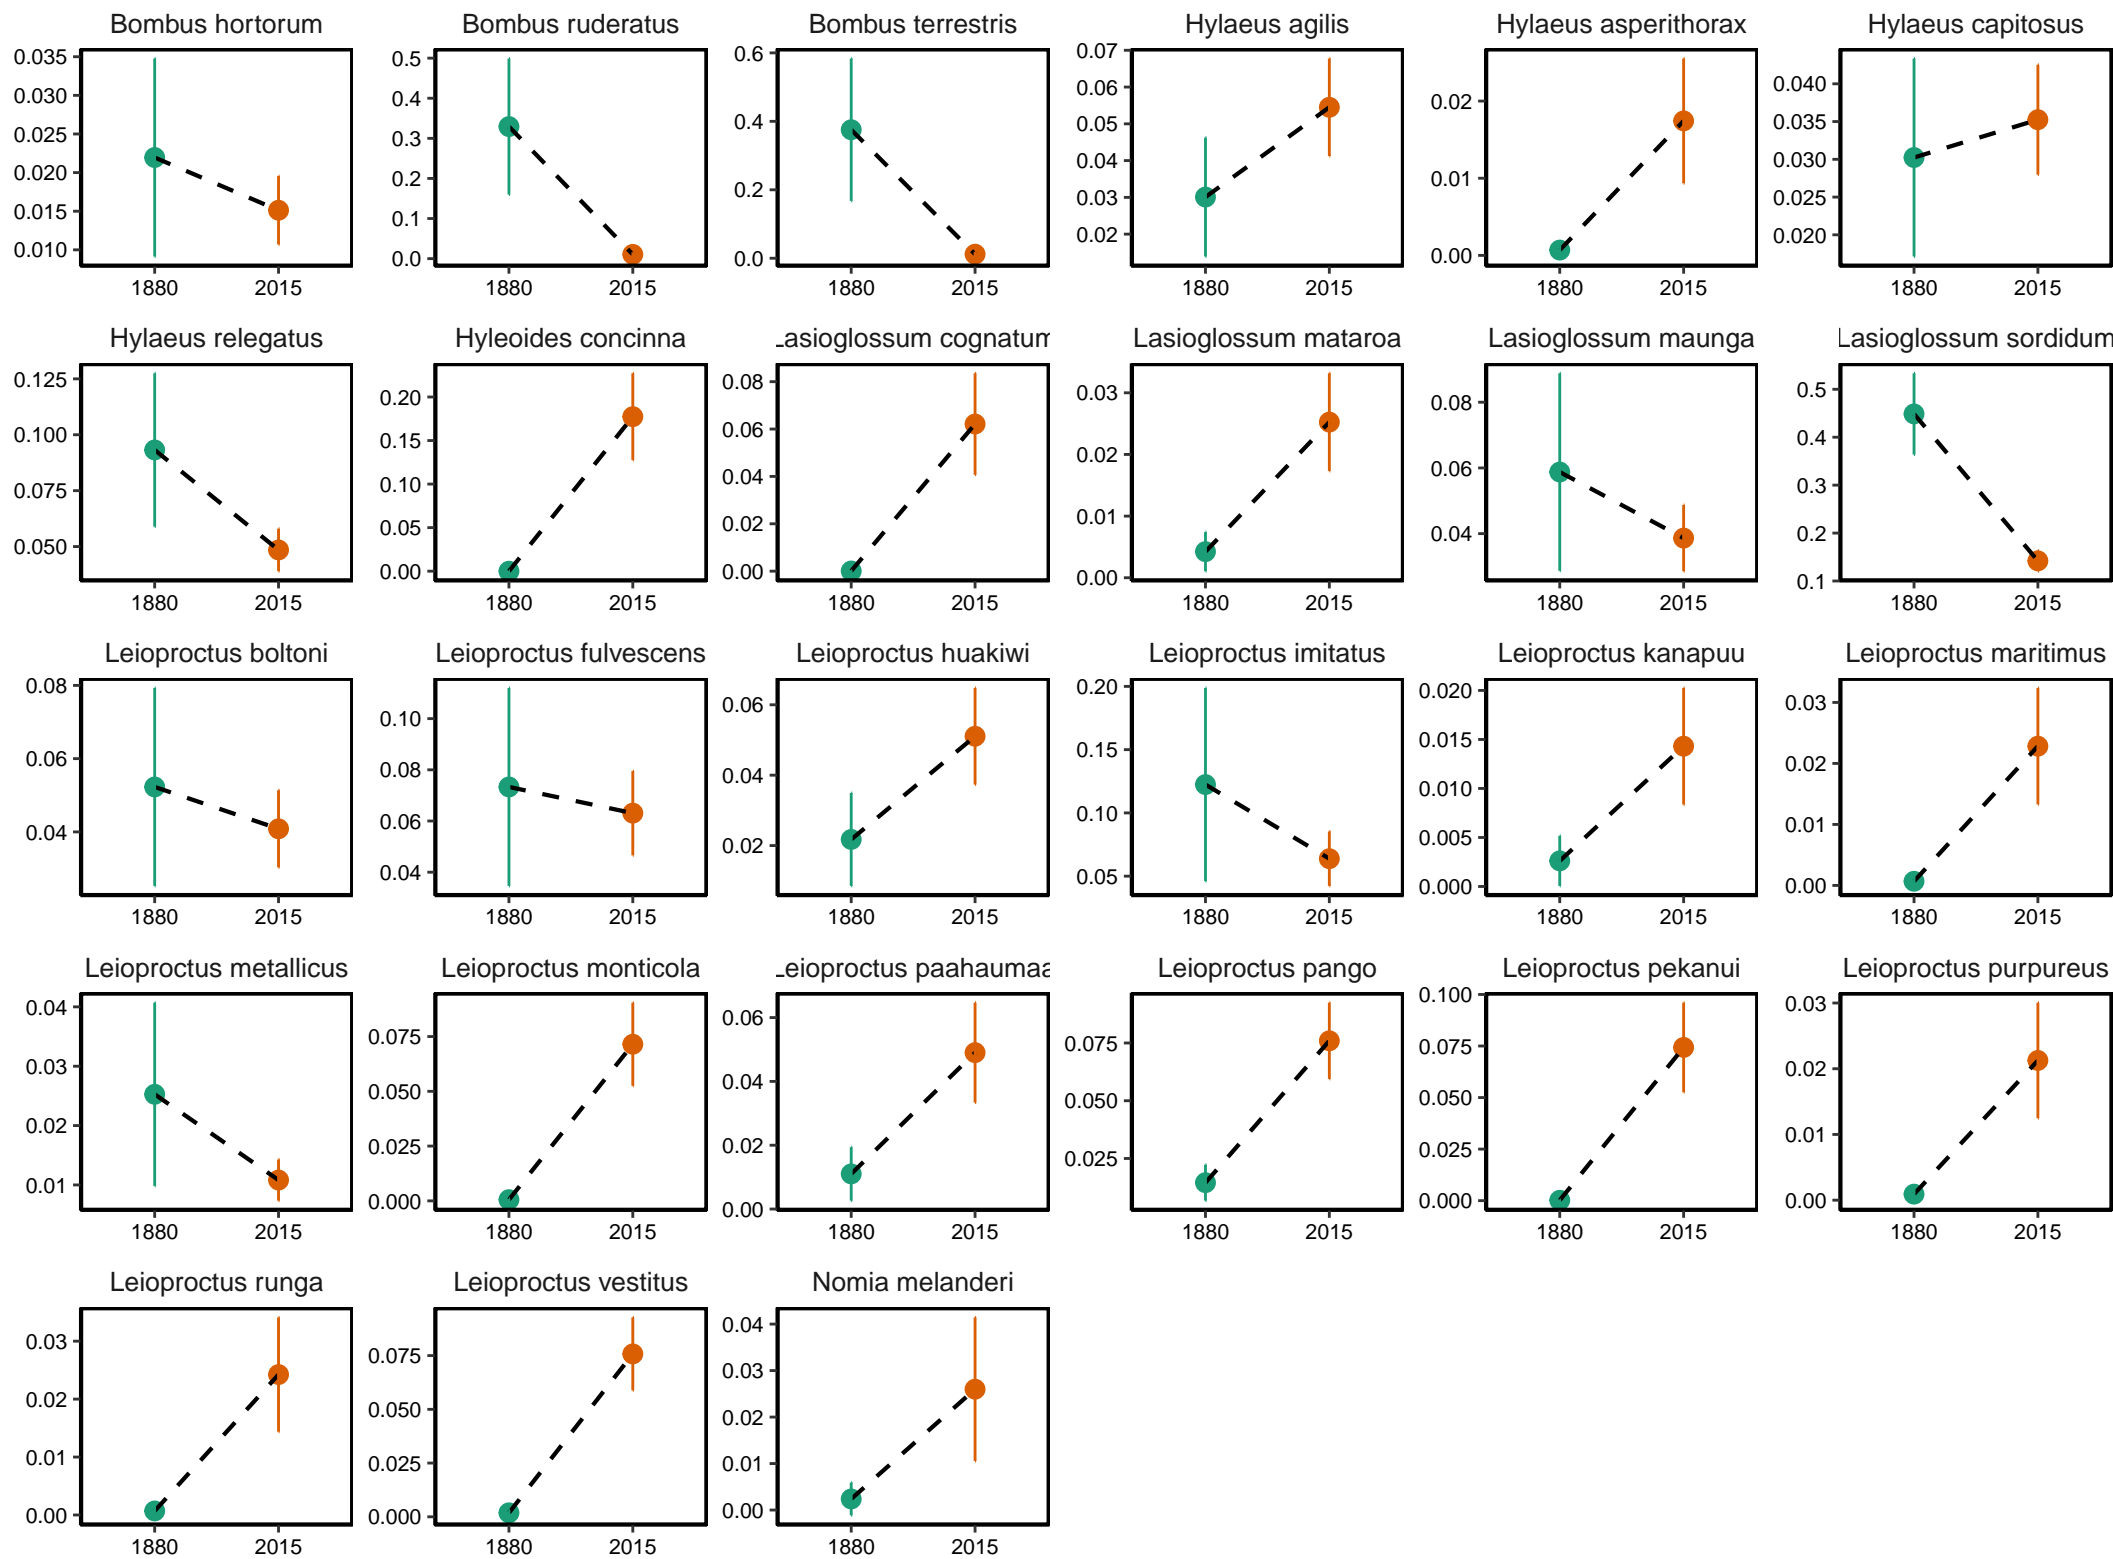 Bombus hortorum Bombus ruderatus Bombus terrestris Hylaeus agilis Hylaeus asperithorax Hylaeus capitosus
0.035 0.5 0.6 0.07 0.02 0.040
0.030 0.4 0.4 0.06 0.01 0.035
0.025 0.3 0.2 0.05 0.00 0.030
0.020 0.2 0.0 0.04 0.025
0.015 0.1 0.03 0.020
0.010 0.0 0.02
1880 2015 1880 2015 1880 2015 1880 2015 1880 2015 1880 2015
Hylaeus relegatus Hyleoides concinna Lasioglossum cognatum Lasioglossum mataroa Lasioglossum maunga Lasioglossum sordidum
0.125 0.20 0.08 0.03 0.08 0.5
0.100 0.15 0.06 0.02 0.06 0.4
0.075 0.10 0.04 0.01 0.04 0.3
0.050 0.05 0.02 0.00 0.2
0.00 0.00 0.1
1880 2015 1880 2015 1880 2015 1880 2015 1880 2015 1880 2015
Leioproctus boltoni Leioproctus fulvescens Leioproctus huakiwi Leioproctus imitatus Leioproctus kanapuu Leioproctus maritimus
0.08 0.10 0.06 0.20 0.020 0.03
0.06 0.08 0.04 0.15 0.015 0.02
0.04 0.06 0.02 0.10 0.010 0.01
0.04 0.05 0.005 0.00
0.000
1880 2015 1880 2015 1880 2015 1880 2015 1880 2015 1880 2015
Leioproctus metallicus Leioproctus monticola Leioproctus paahaumaa Leioproctus pango Leioproctus pekanui Leioproctus purpureus
0.04 0.075 0.06 0.075 0.100 0.03
0.03 0.050 0.04 0.050 0.075 0.02
0.02 0.025 0.02 0.025 0.050 0.01
0.01 0.000 0.00 0.025 0.00
0.000
1880 2015 1880 2015 1880 2015 1880 2015 1880 2015 1880 2015
Leioproctus runga Leioproctus vestitus Nomia melanderi
0.03 0.075 0.04
0.02 0.050 0.03
0.01 0.025 0.02
0.00 0.000 0.01
0.00
1880 2015 1880 2015 1880 2015